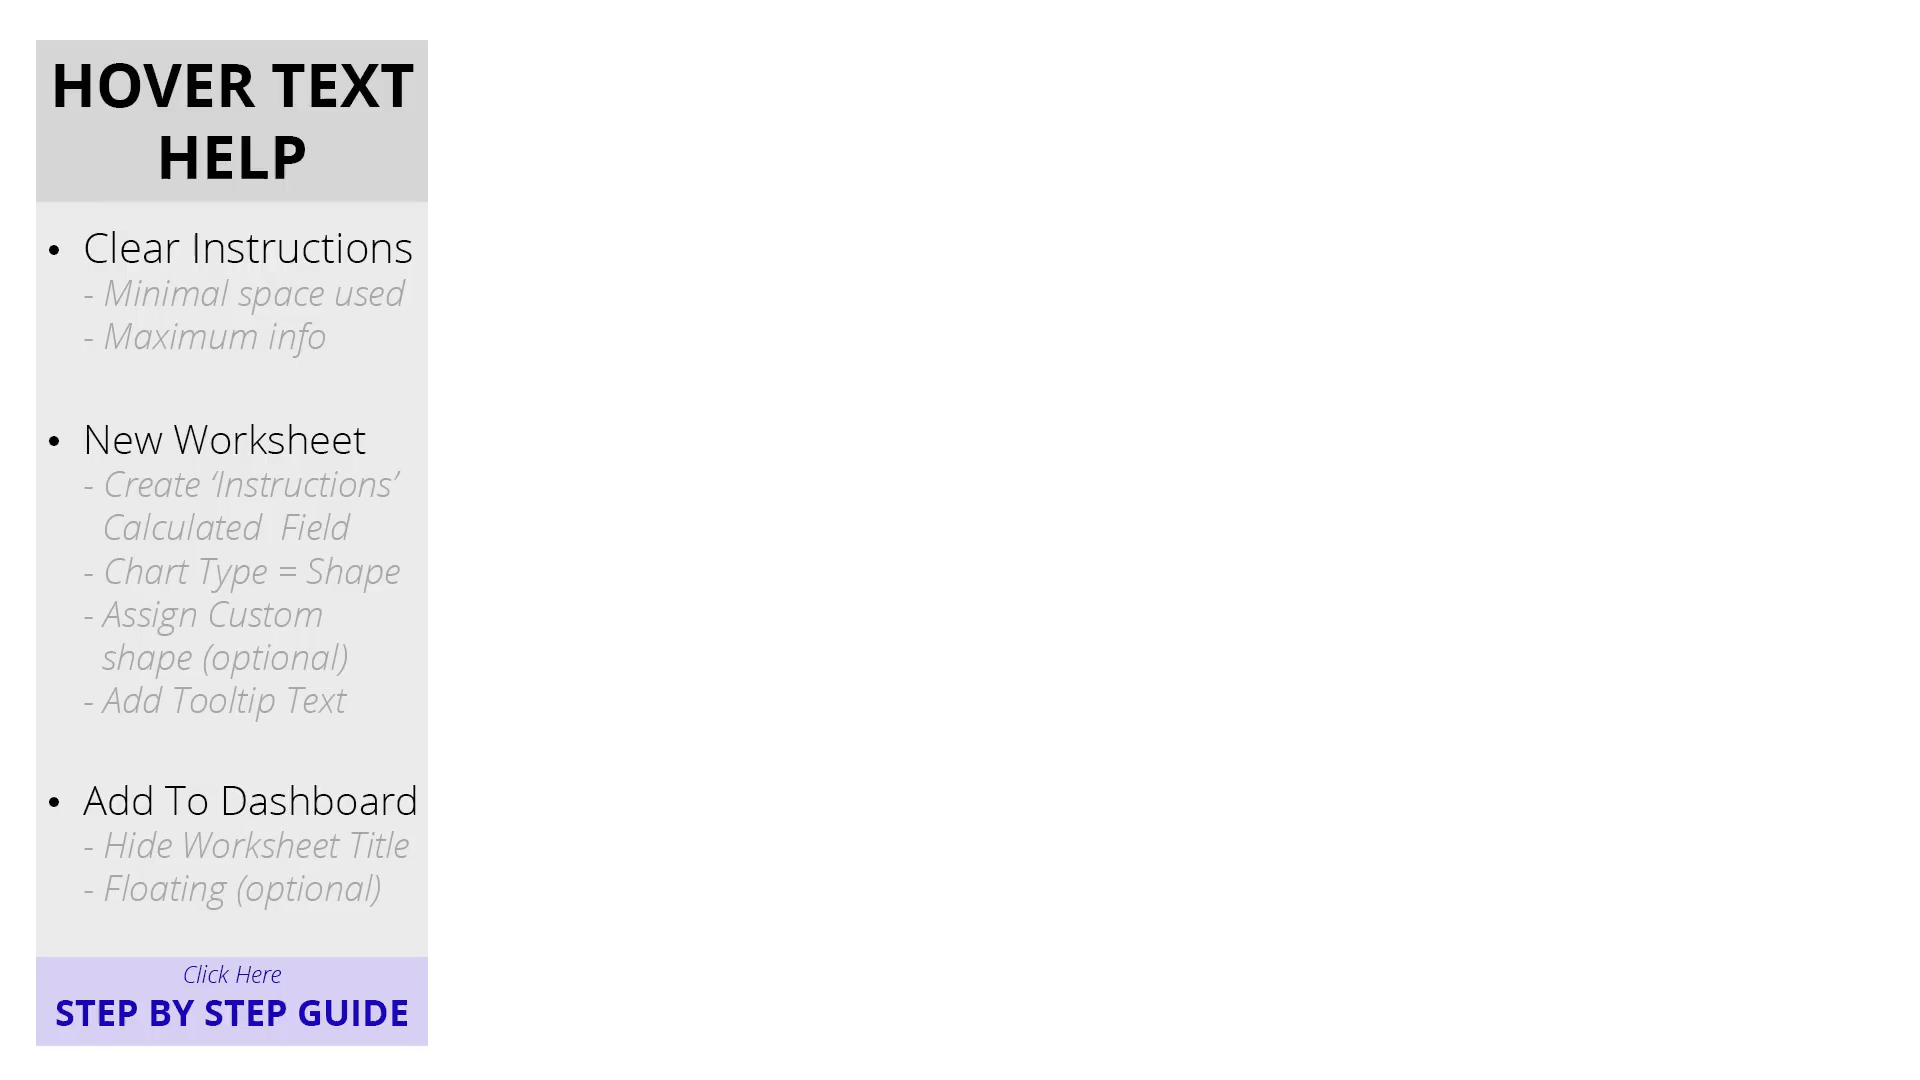 HOVER TEXT
HELP
• Clear Instructions
- Minimal space used
- Maximum info
• New Worksheet
- Create ‘Instructions’
Calculated Field
- Chart Type = Shape
- Assign Custom
shape (optional)
- Add Tooltip Text
• Add To Dashboard
- Hide Worksheet Title
- Floating (optional)
Click Here
STEP BY STEP GUIDE